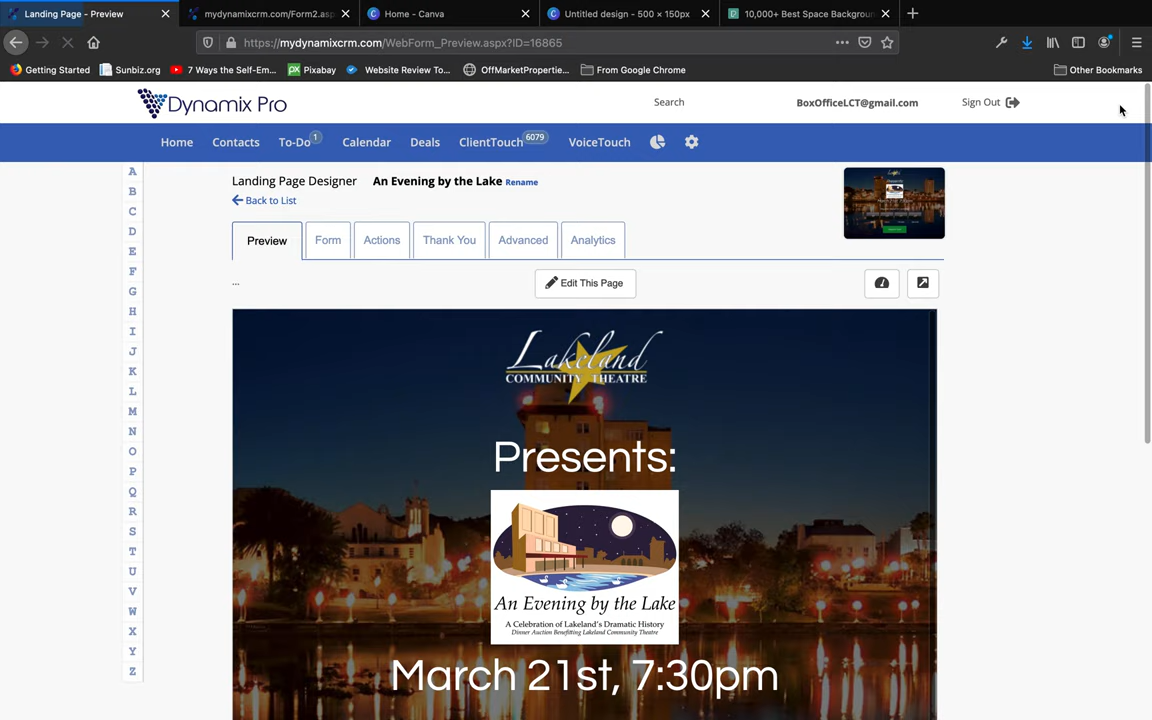 Landing Page - Preview
mydynamixcrm.com/Form2.asp
Home - Canva
Untitled design - 500 × 150px
10,000+ Best Space Backgroun
https://mydynamixcrm.com/WebForm_Preview.aspx?ID=16865
Getting Started
Sunbiz.org
7 Ways the Self-Em...
Pixabay
Website Review To...
OffMarketPropertie...
From Google Chrome
Other Bookmarks
Dynamix Pro
Search
BoxOfficeLCT@gmail.com
Sign Out
Home
Contacts
To-Do 1
Calendar
Deals
ClientTouch 6079
VoiceTouch
A
B
C
D
E
F
G
H
I
J
K
L
M
N
O
P
Q
R
S
T
U
V
W
X
Y
Z
Landing Page Designer
An Evening by the Lake Rename
Back to List
Preview
Form
Actions
Thank You
Advanced
Analytics
...
Edit This Page
Lakeland
COMMUNITY THEATRE
Presents:
An Evening by the Lake
A Celebration of Lakeland's Dramatic History
Dinner Auction Benefitting Lakeland Community Theatre
March 21st, 7:30pm